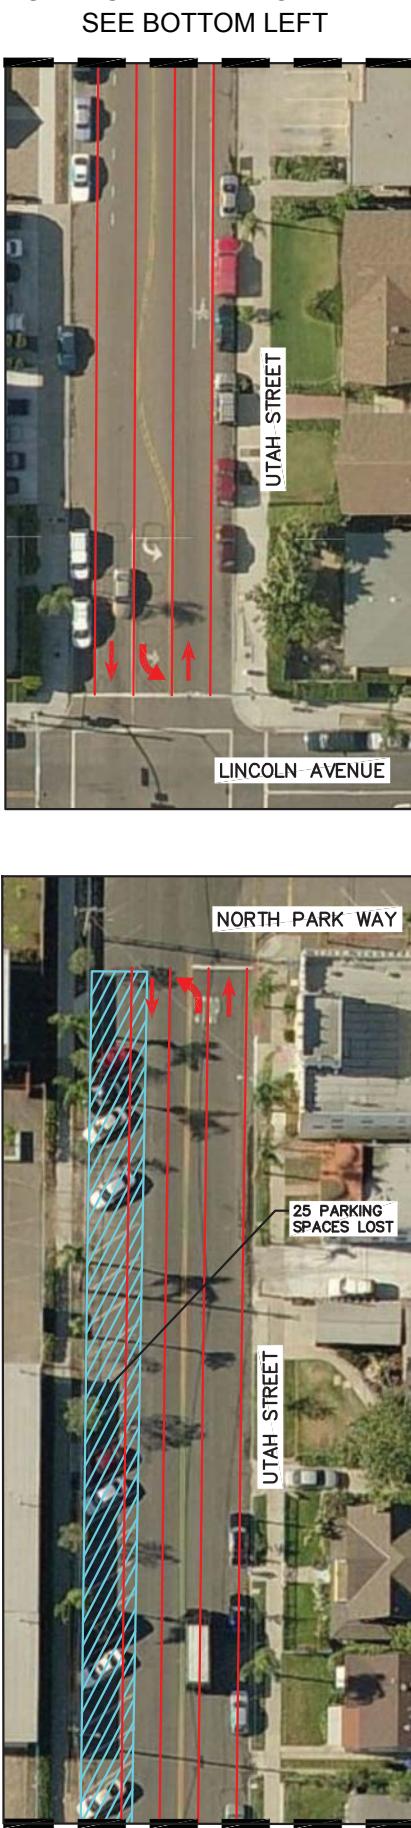 SEE BOTTOM LEFT
UTAH STREET
LINCOLN AVENUE
NORTH PARK WAY
25 PARKING
SPACES LOST
UTAH STREET